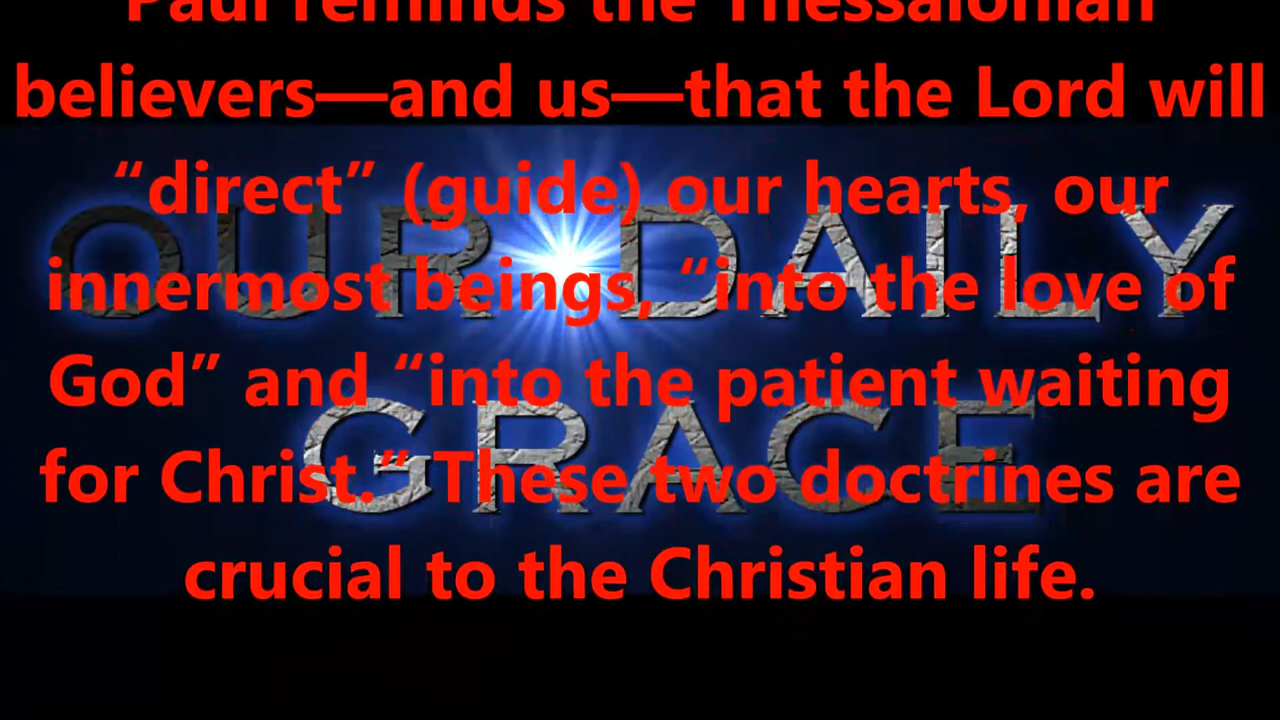 Paul reminds the Thessalonian
believers—and us—that the Lord will
“direct” (guide) our hearts, our
innermost beings, “into the love of
God” and “into the patient waiting
for Christ.” These two doctrines are
crucial to the Christian life.
OUR DAILY
GRACE